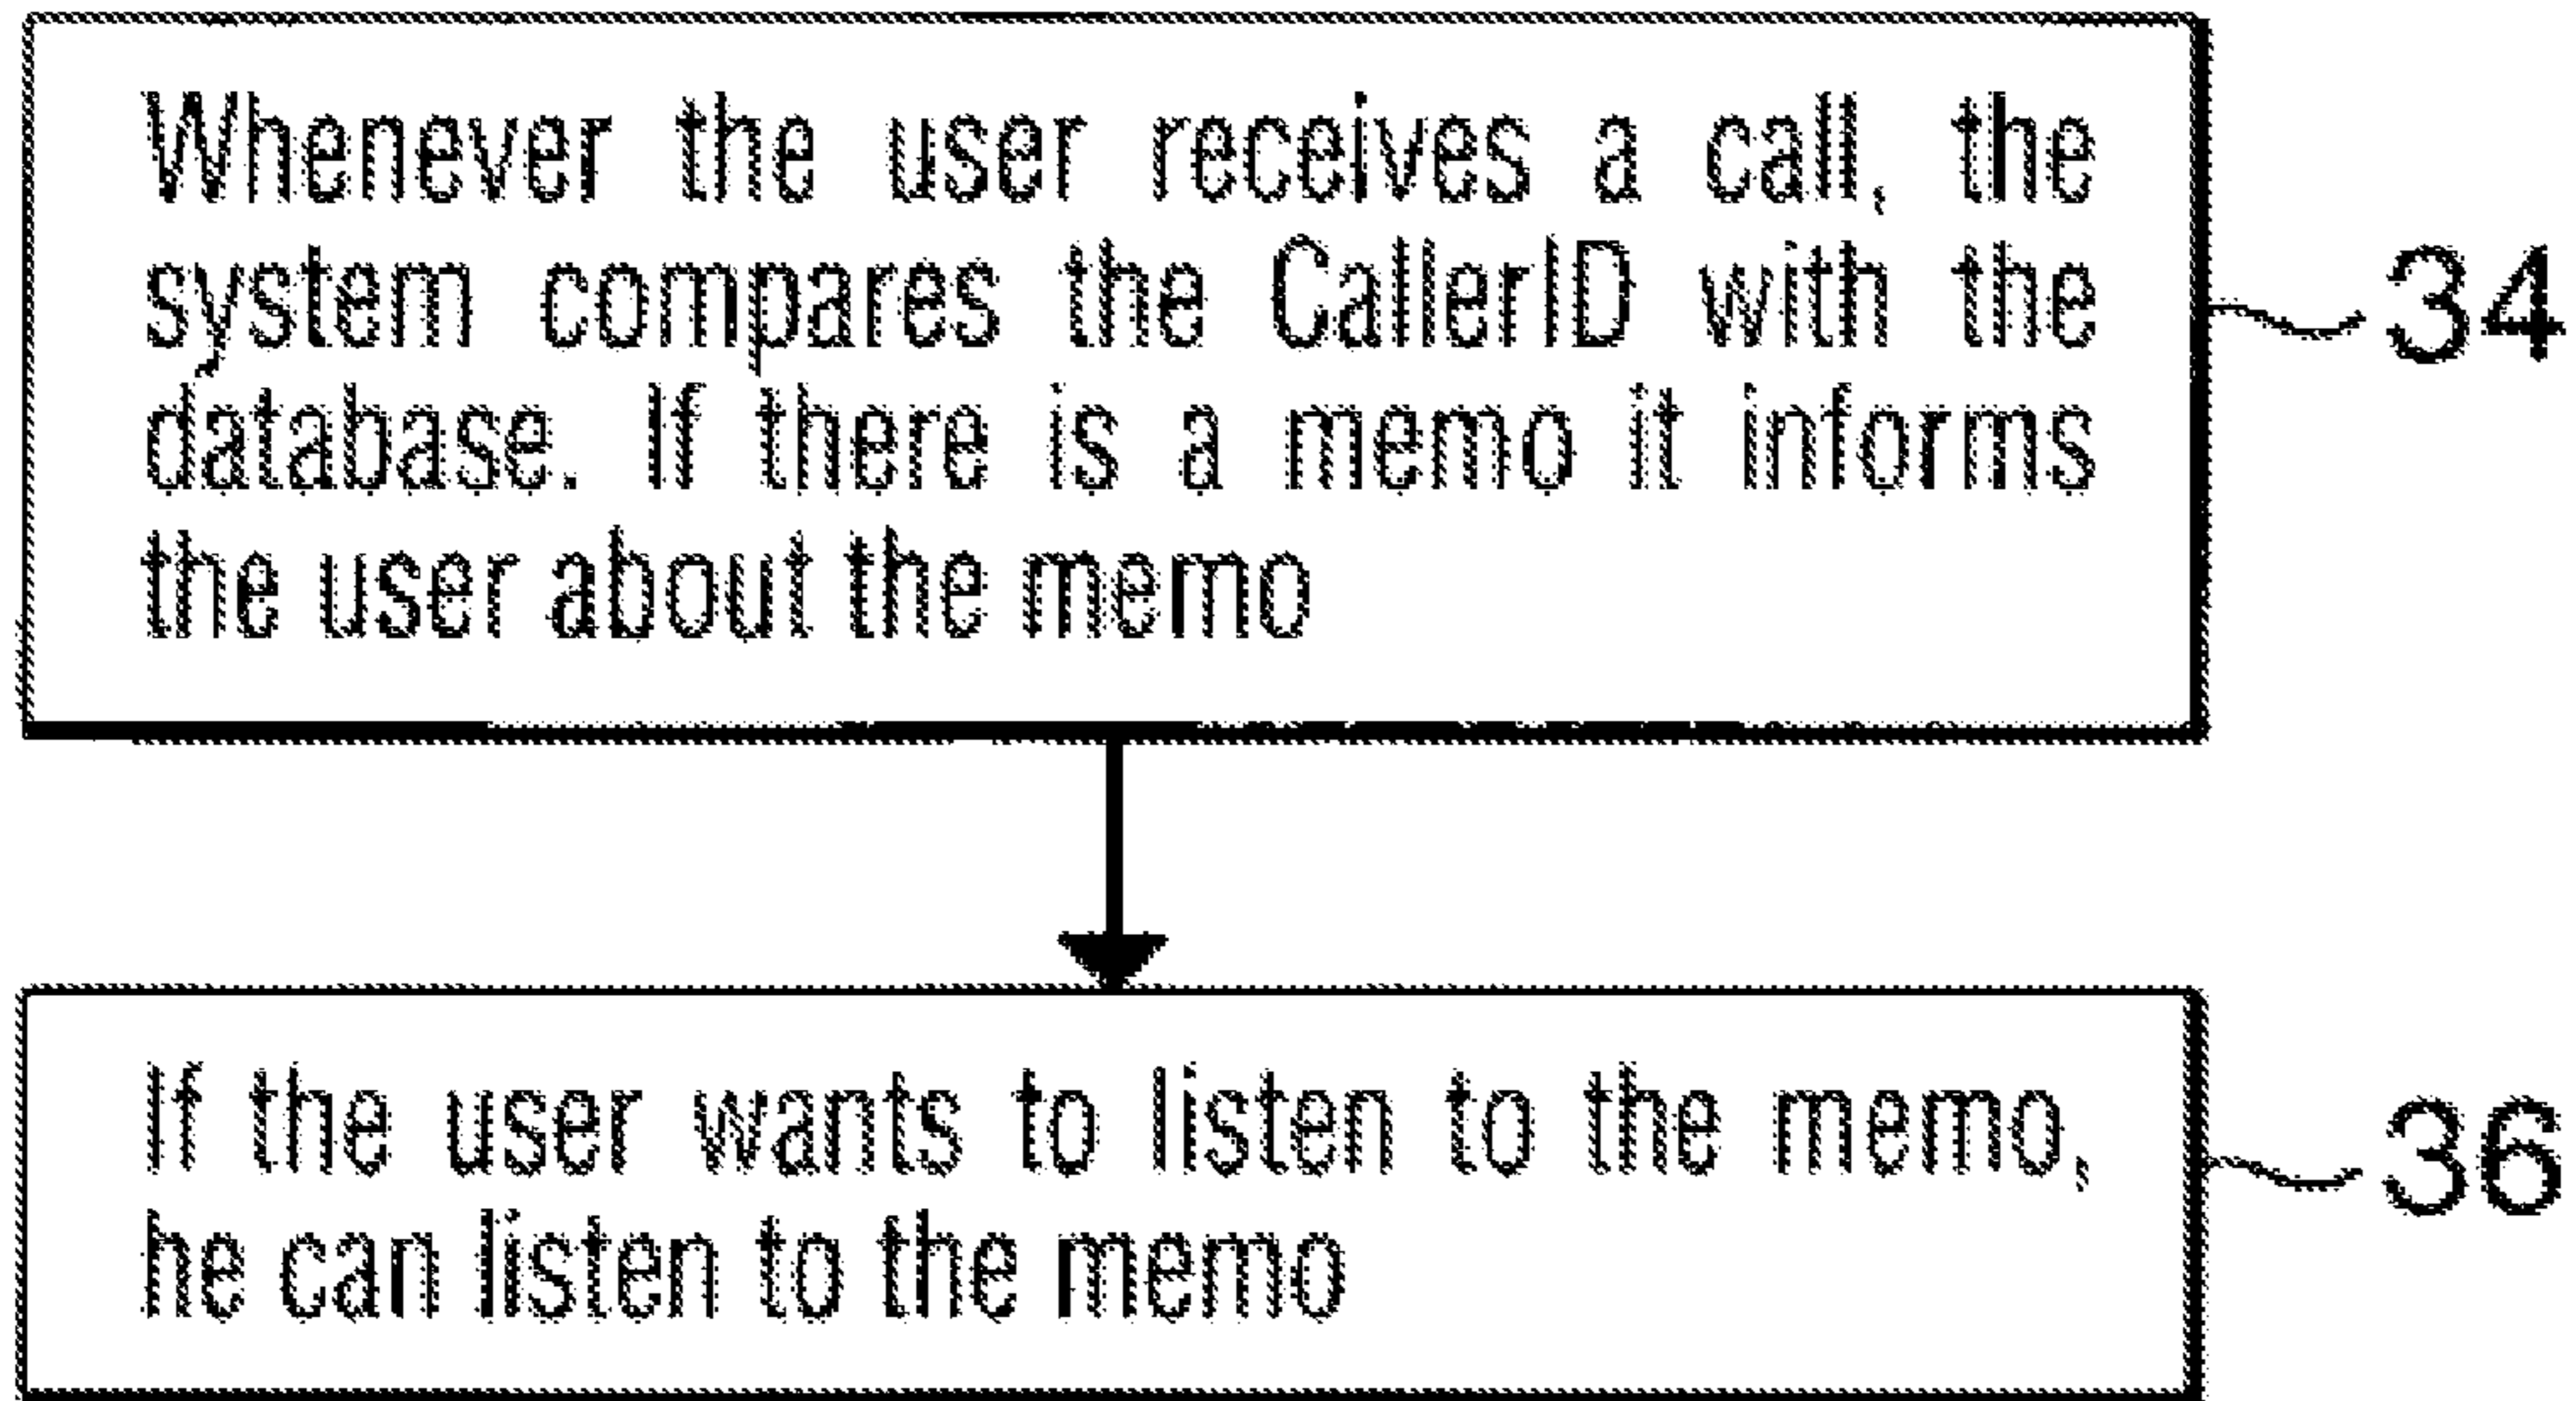 Whenever the user receives a call, the
system compares the CallerID with the
database. If there is a memo it informs
the user about the memo
34
If the user wants to listen to the memo,
he can listen to the memo
36